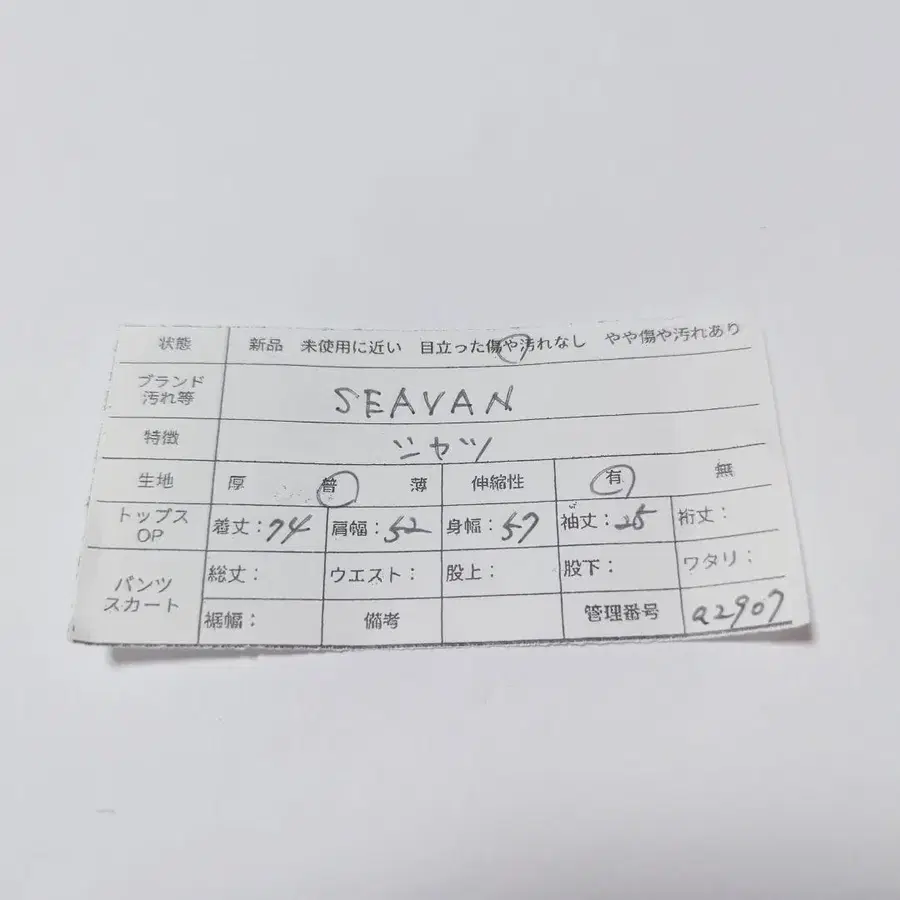 状態 新品 未使用に近い 目立った傷や汚れなし やや傷や汚れあり
ブランド
汚れ等 SEAVAN
特徴 シャツ
生地 厚 普 薄 伸縮性 有 無
トップス
OP 着丈:74 肩幅:52 身幅:57 袖丈:25 裄丈:
パンツ
スカート 総丈: ウエスト: 股上: 股下: ワタリ:
裾幅: 備考 管理番号 a2907